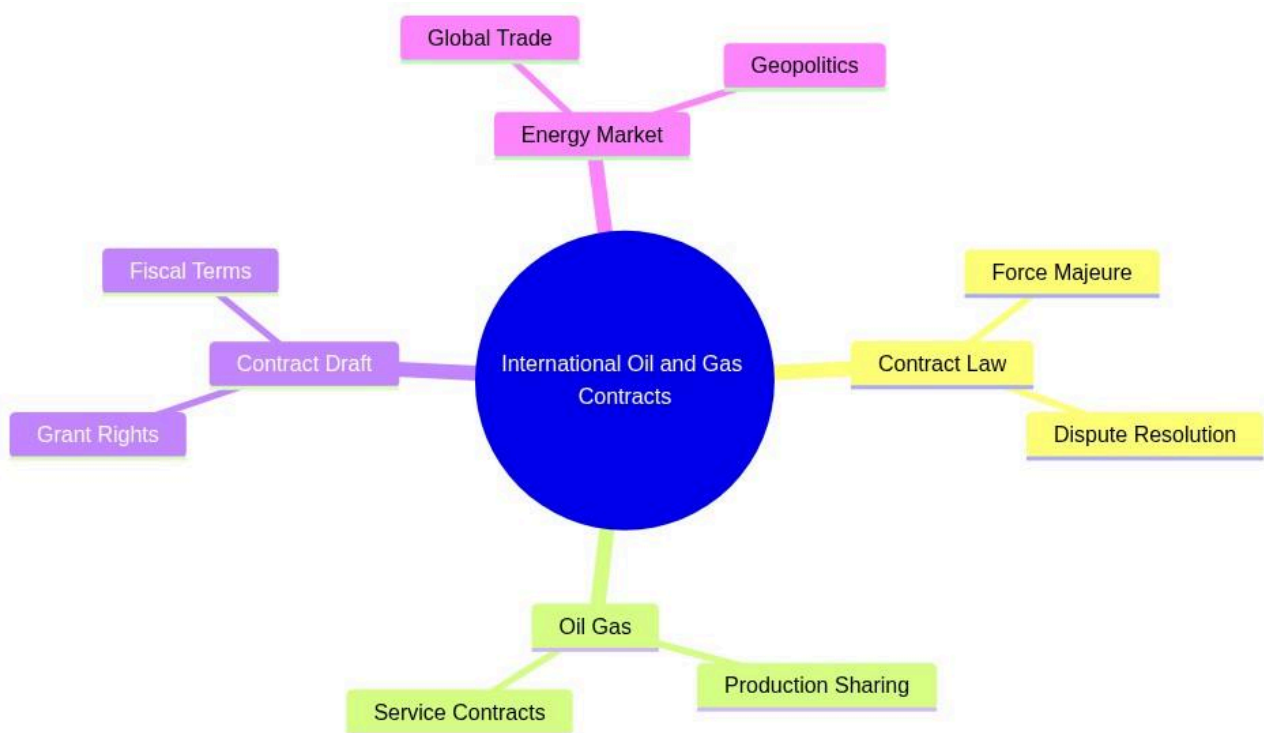 Global Trade
Geopolitics
Energy Market
Fiscal Terms
Force Majeure
Contract Draft
International Oil and Gas
Contracts
Contract Law
Grant Rights
Dispute Resolution
Oil Gas
Production Sharing
Service Contracts